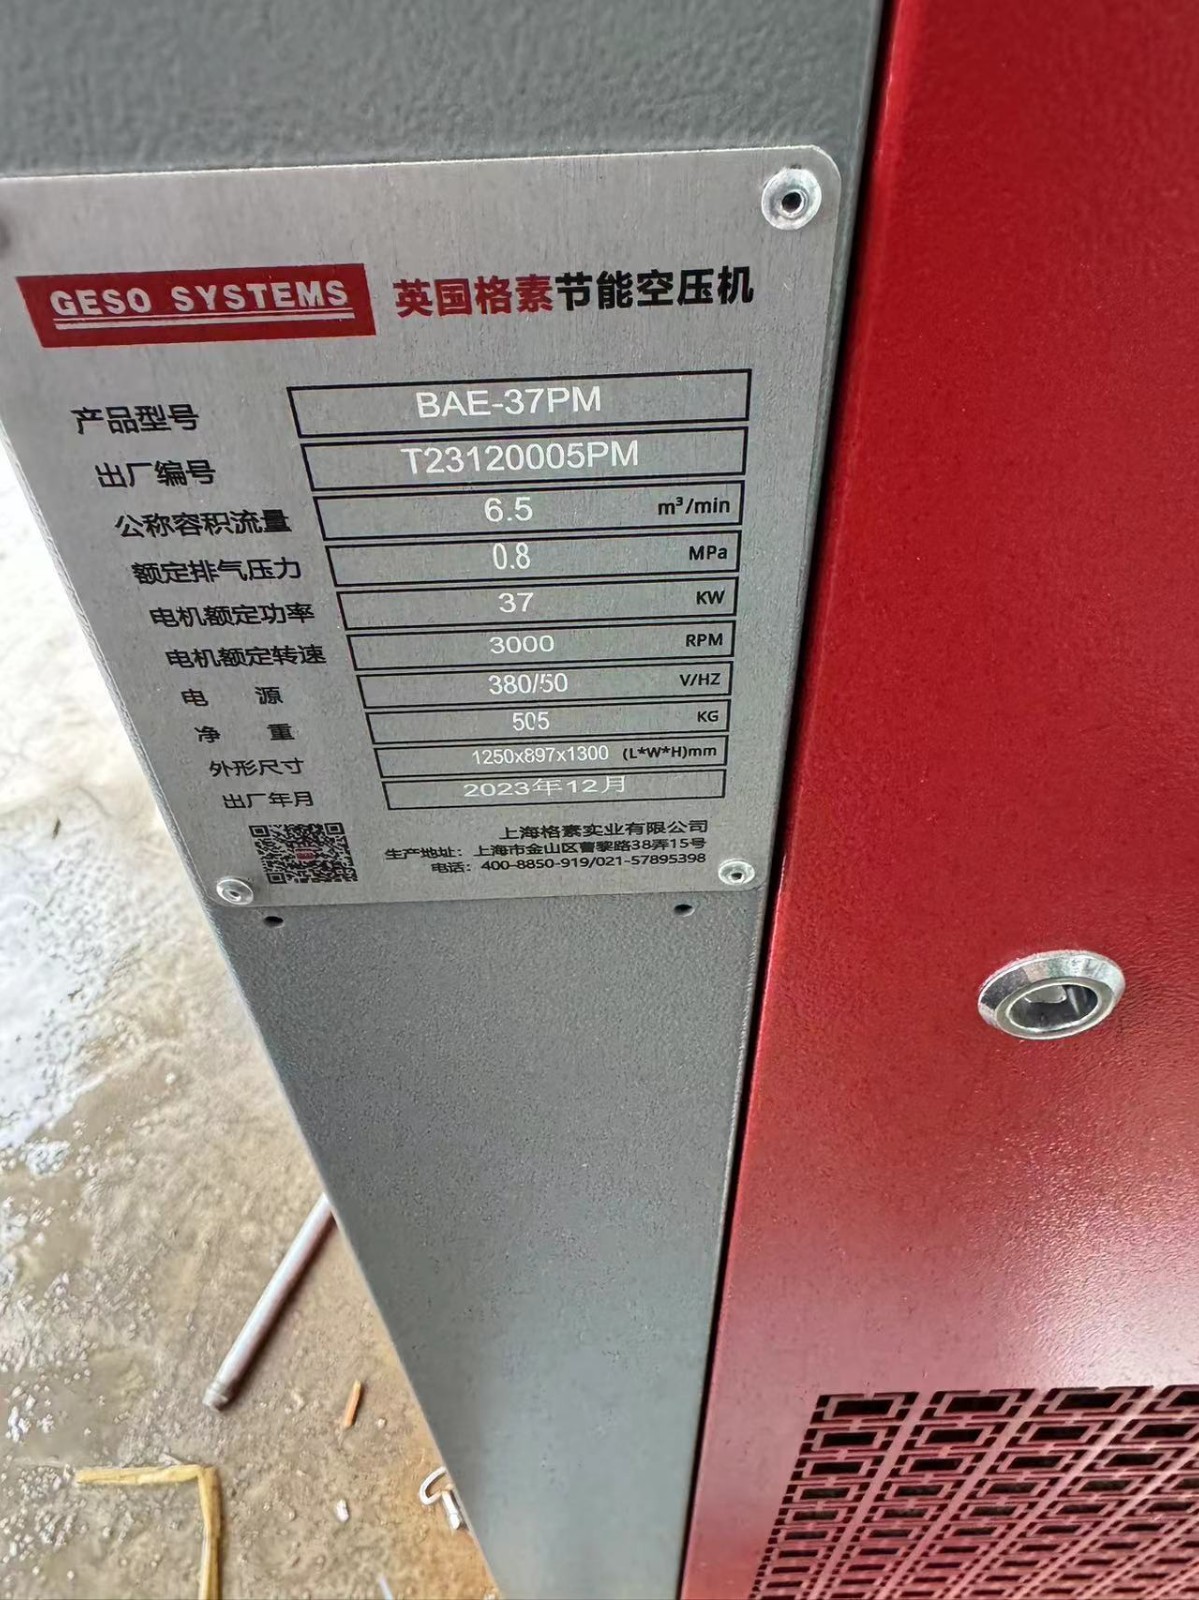 GESO SYSTEMS 英国格素节能空压机
产品型号 BAE-37PM
出厂编号 T23120005PM
公称容积流量 6.5 m³/min
额定排气压力 0.8 MPa
电机额定功率 37 KW
电机额定转速 3000 RPM
电 源 380/50 V/HZ
净 重 505 KG
外形尺寸 1250x897x1300 (L*W*H)mm
出厂年月 2023年12月
上海格素实业有限公司
生产地址：上海市金山区曹黎路38弄15号
电话：400-8850-919/021-57895398